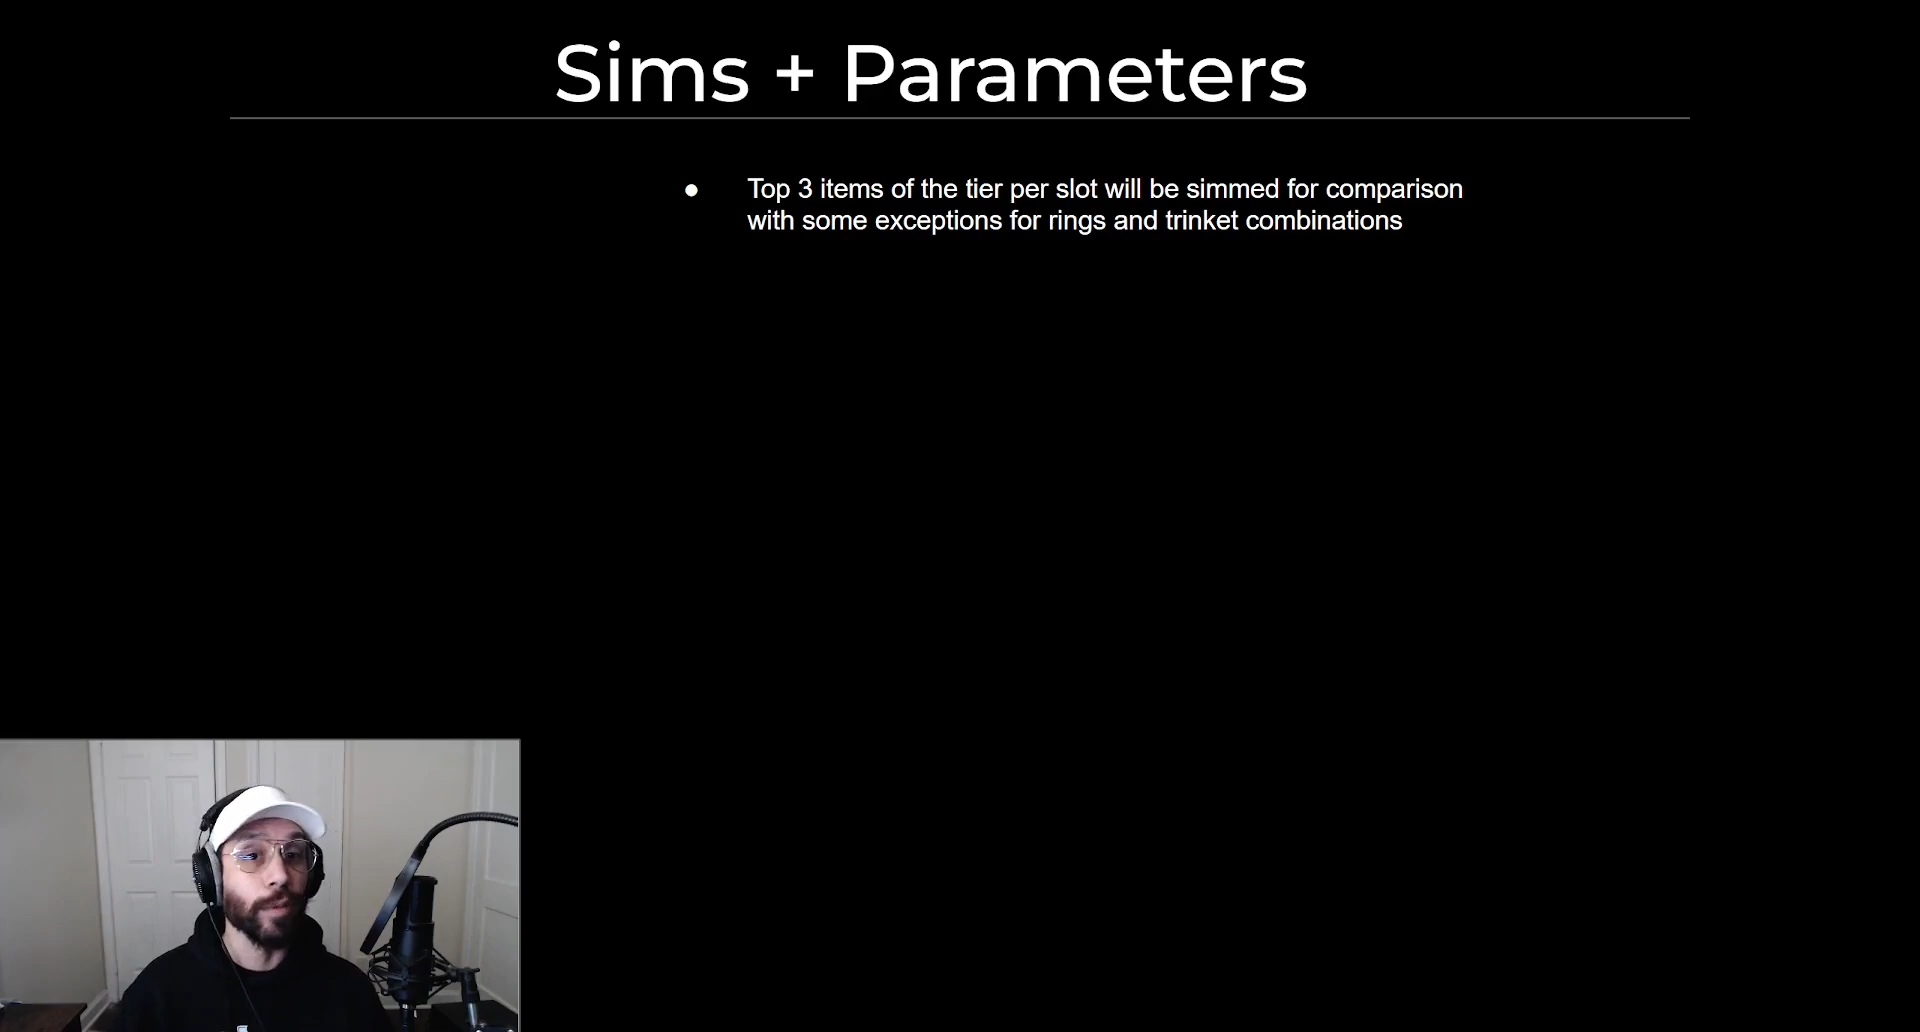 Sims + Parameters
● Top 3 items of the tier per slot will be simmed for comparison
with some exceptions for rings and trinket combinations